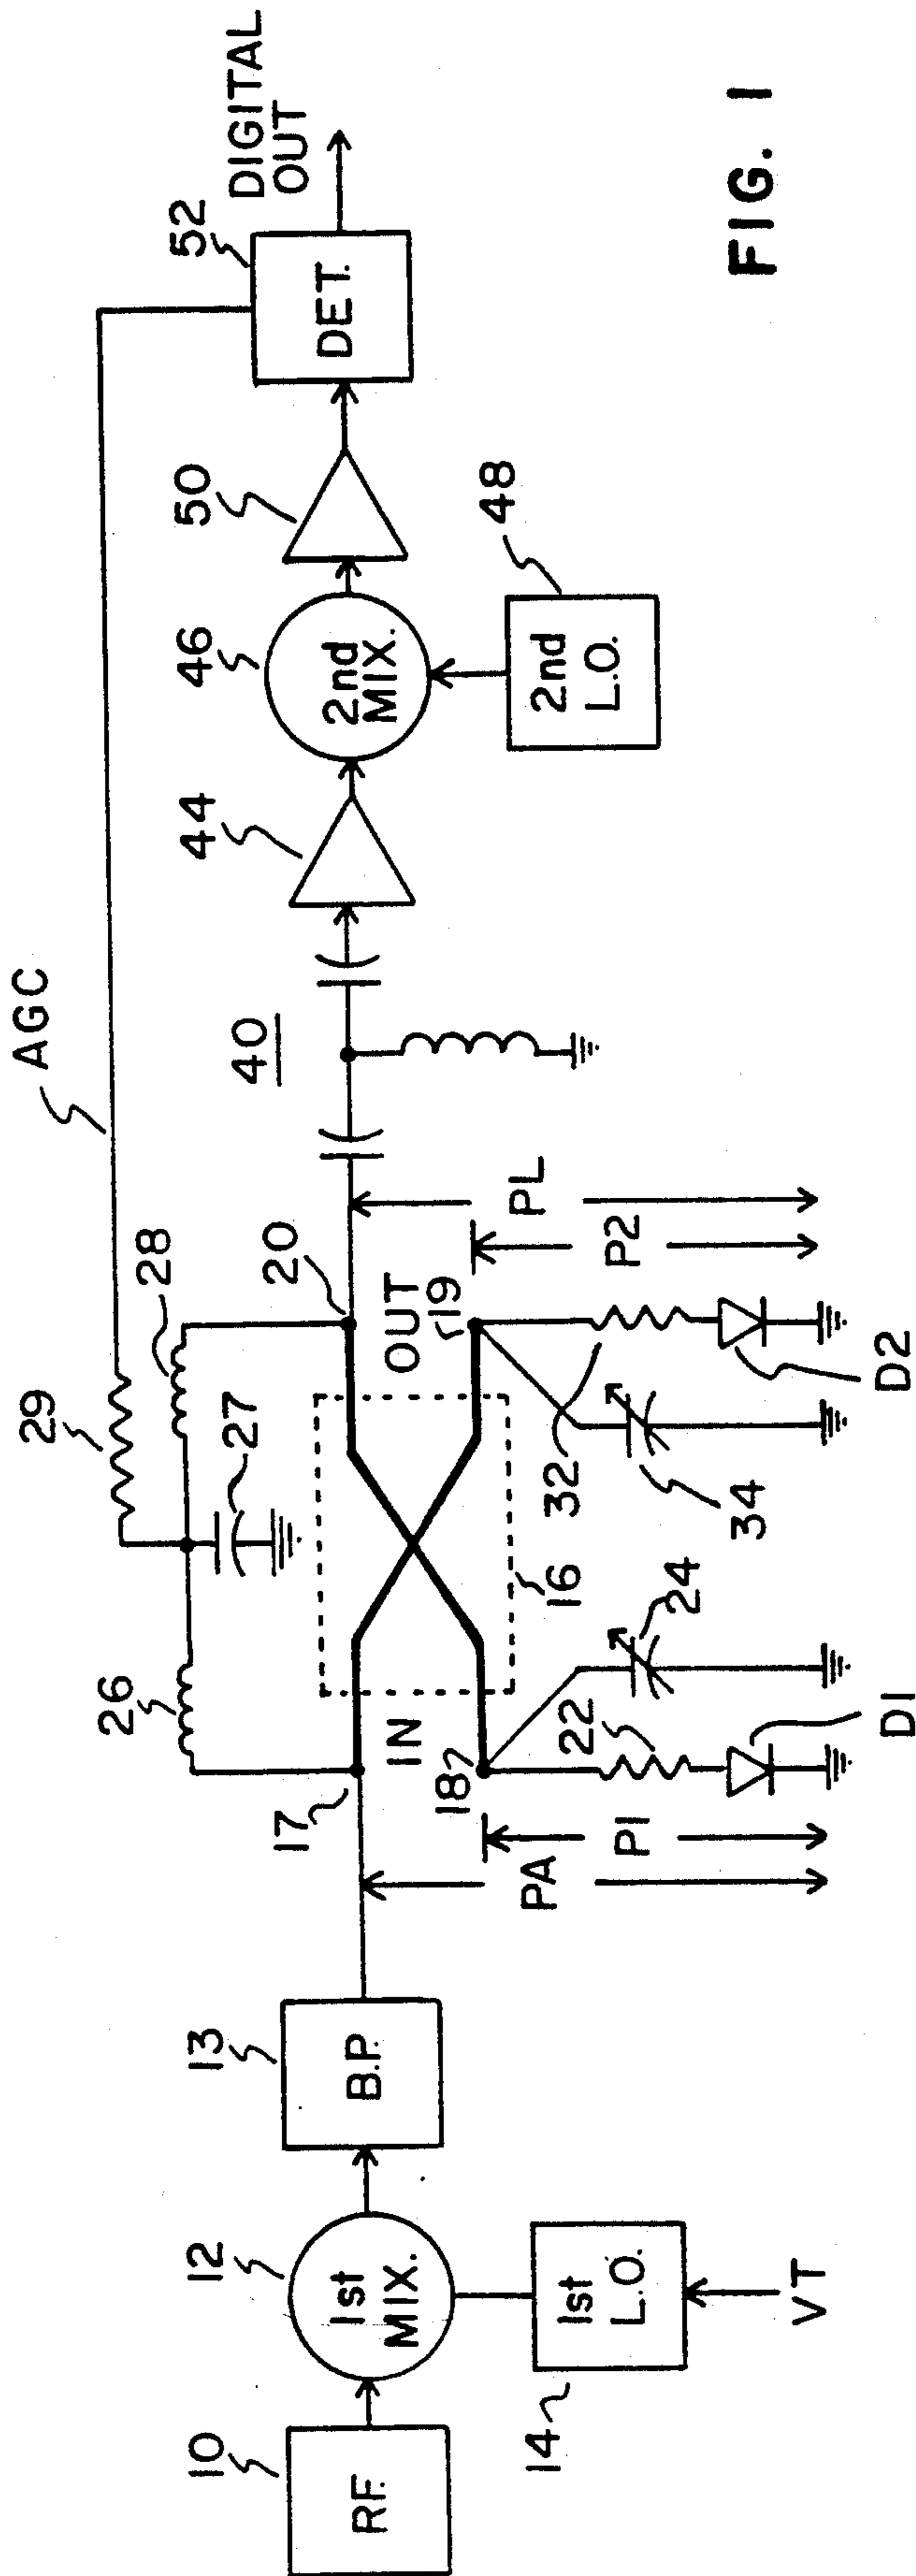 AGC
29
28
26
27
40
10
RF.
12
1st
MIX.
13
B.P.
14
1st
L.O.
VT
17
IN
18
16
OUT
19
20
22
24
D1
PA
P1
32
34
D2
PL
P2
44
46
2nd
MIX.
48
2nd
L.O.
50
52
DET.
DIGITAL
OUT
FIG. 1